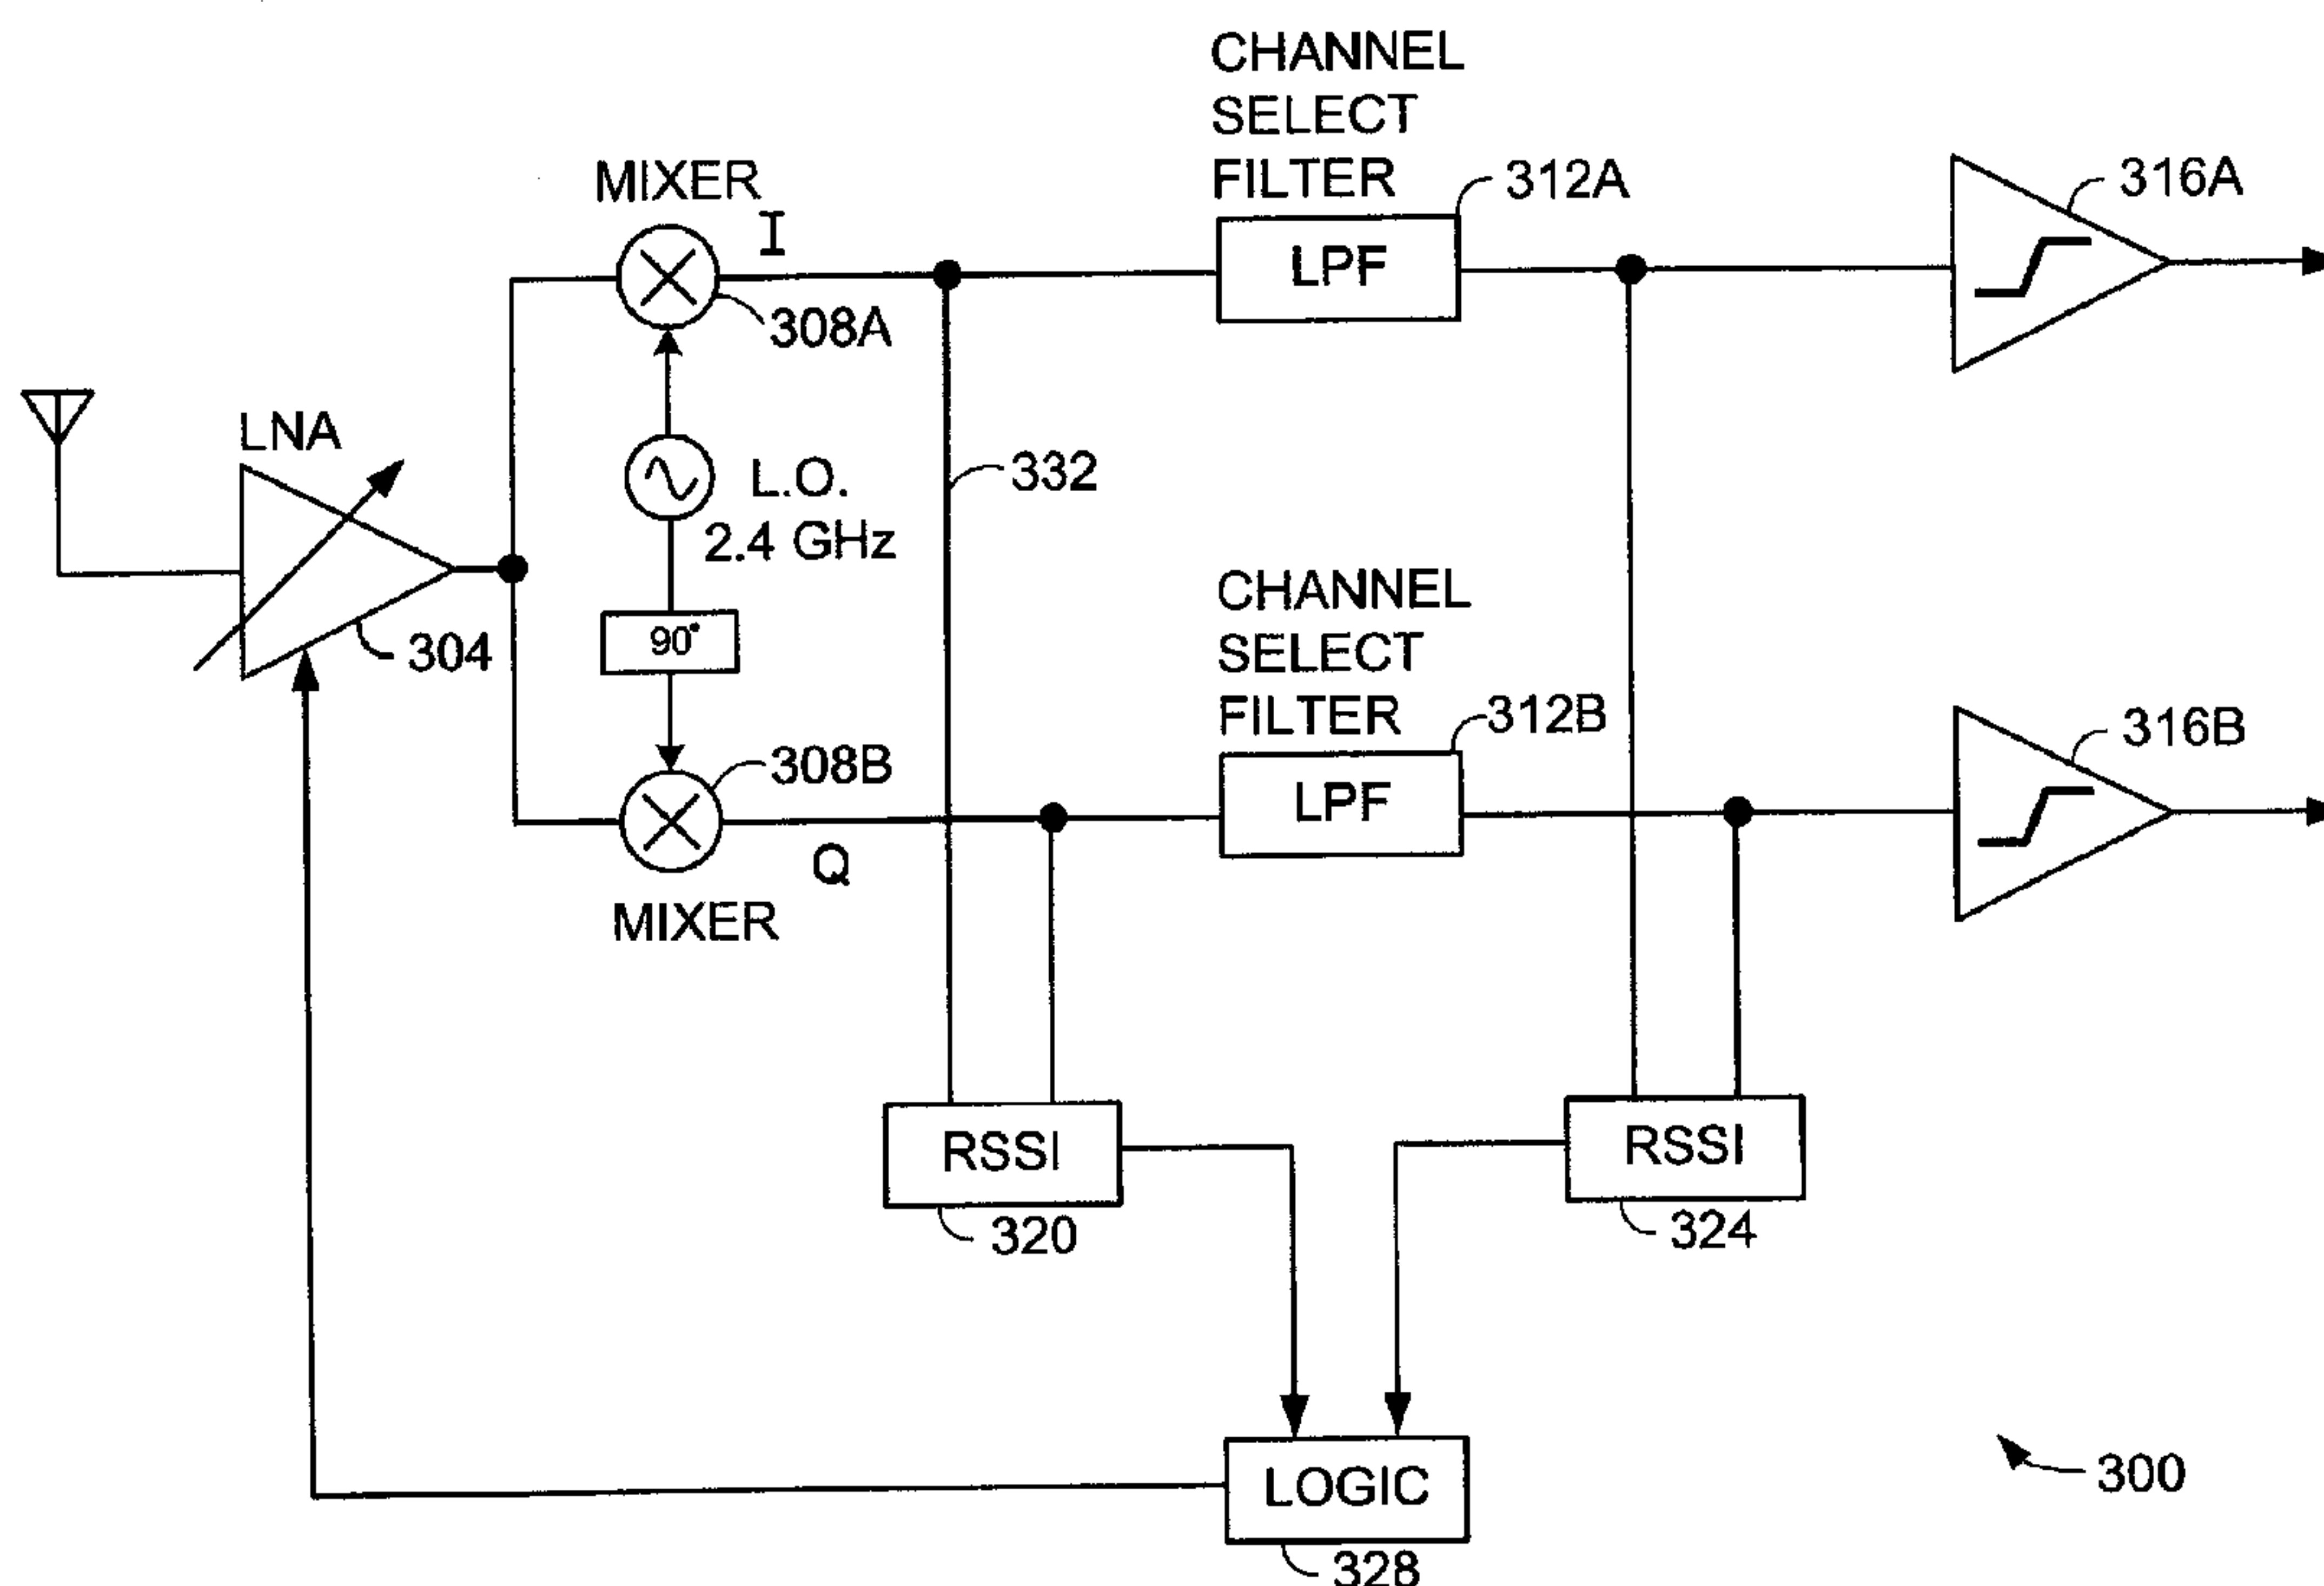 CHANNEL
SELECT
FILTER
312A
316A
MIXER
I
LPF
308A
LNA
332
L.O.
2.4 GHz
CHANNEL
SELECT
FILTER
90°
304
312B
316B
308B
LPF
Q
MIXER
RSSI
RSSI
320
324
LOGIC
300
328